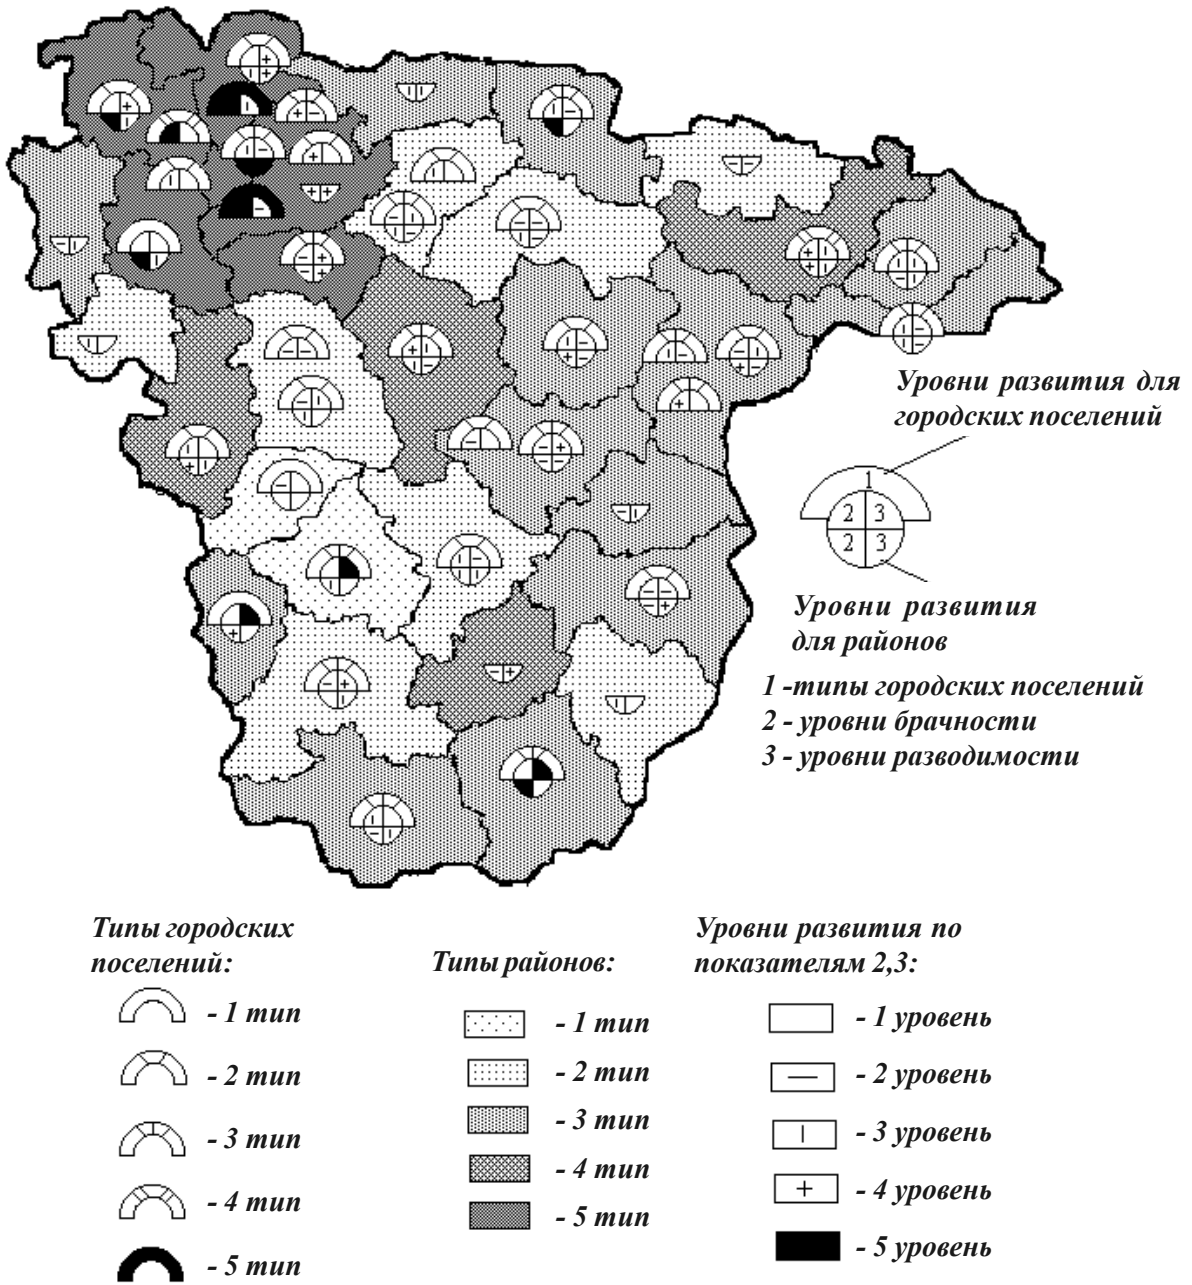 Уровни развития для
городских поселений
1
2 3
2 3
Уровни развития
для районов
1 -типы городских поселений
2 - уровни брачности
3 - уровни разводимости
Типы городских
поселений:
- 1 тип
- 2 тип
- 3 тип
- 4 тип
- 5 тип
Типы районов:
- 1 тип
- 2 тип
- 3 тип
- 4 тип
- 5 тип
Уровни развития по
показателям 2,3:
- 1 уровень
- 2 уровень
- 3 уровень
- 4 уровень
- 5 уровень